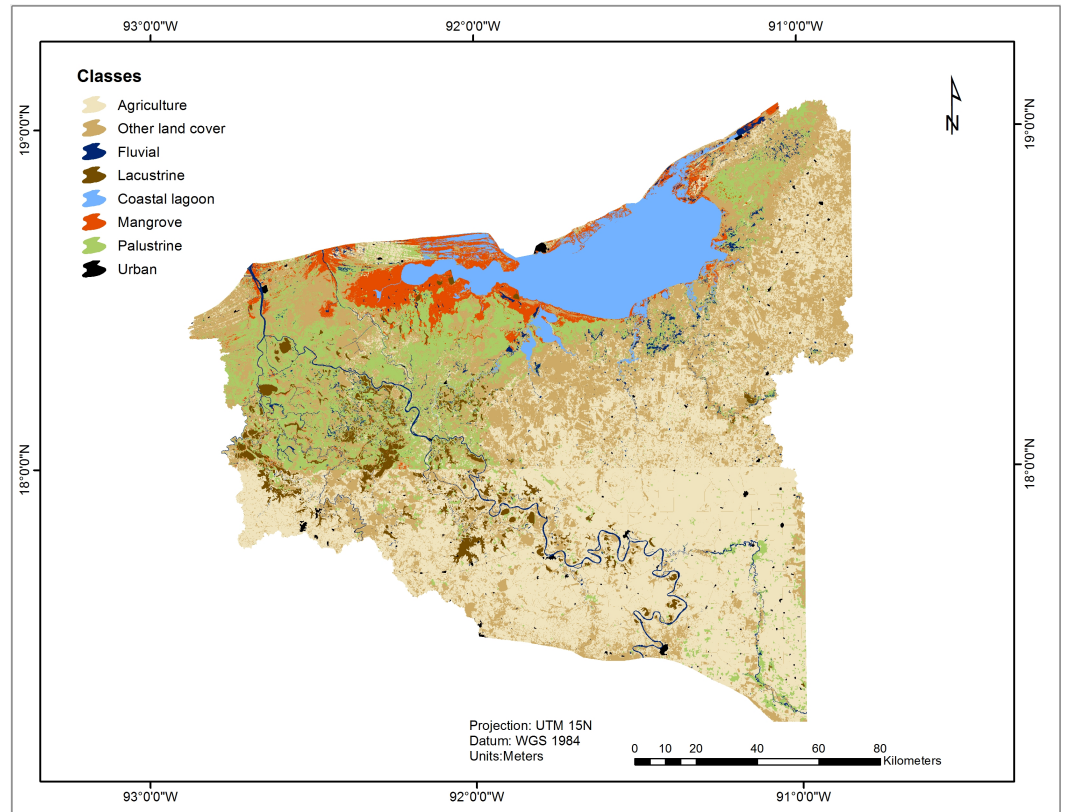 93°0'0"W 92°0'0"W 91°0'0"W
Classes
Agriculture
Other land cover
Fluvial
Lacustrine
Coastal lagoon
Mangrove
Palustrine
Urban
N
19°0'0"N 19°0'0"N
18°0'0"N 18°0'0"N
Projection: UTM 15N
Datum: WGS 1984
Units:Meters
0 10 20 40 60 80
Kilometers
93°0'0"W 92°0'0"W 91°0'0"W